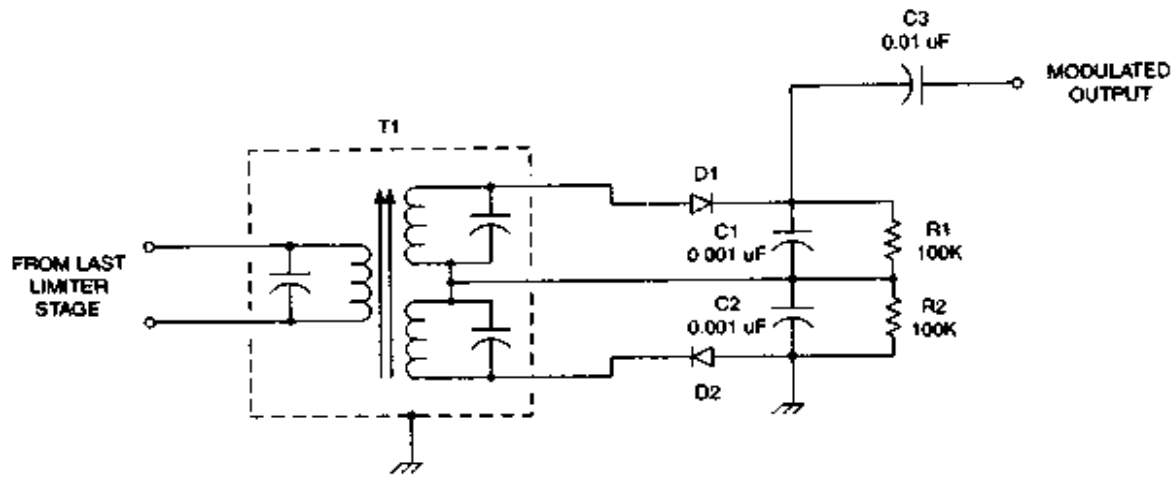 C3
0.01 uF
MODULATED
OUTPUT
T1
D1
C1
0.001 uF
R1
100K
FROM LAST
LIMITER
STAGE
C2
0.001 uF
R2
100K
D2